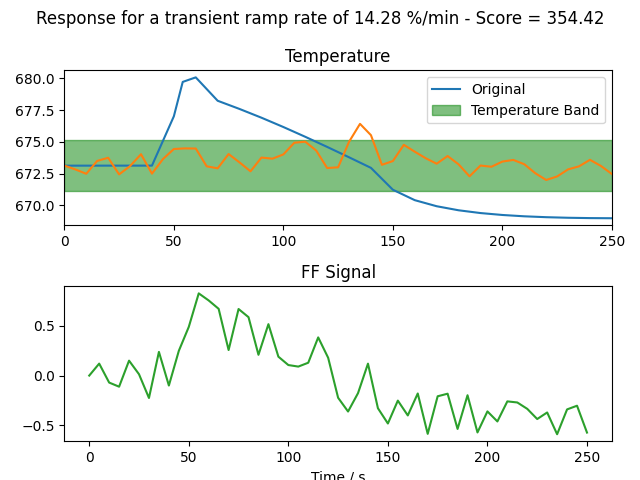 Response for a transient ramp rate of 14.28 %/min - Score = 354.42
Temperature
680.0
677.5
675.0
672.5
670.0
Original
Temperature Band
0 50 100 150 200 250
FF Signal
0.5
0.0
−0.5
0 50 100 150 200 250
Time / s